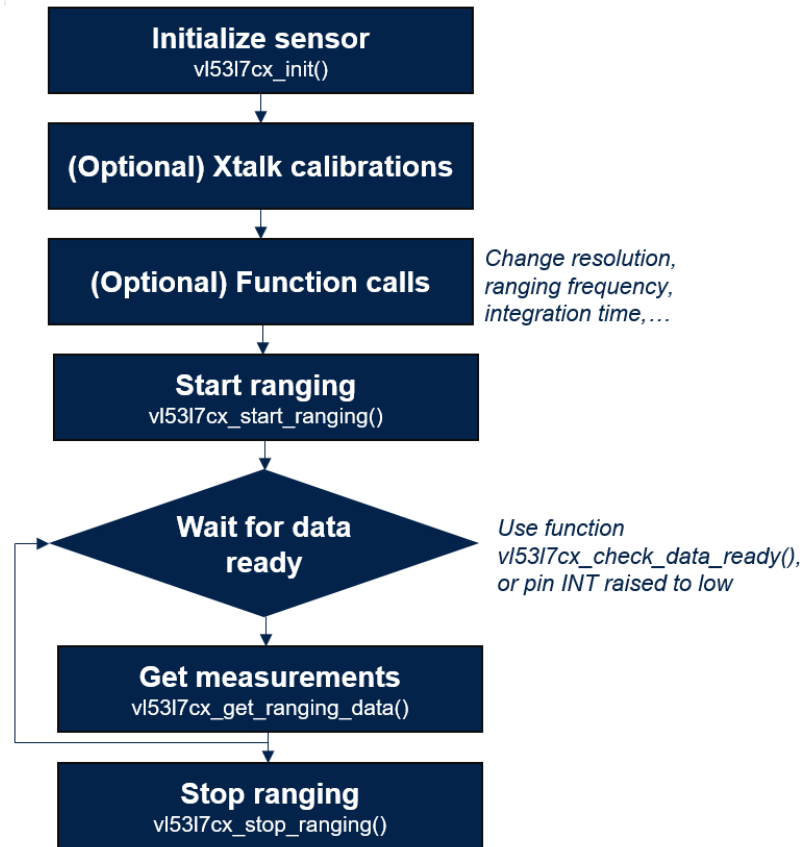 Initialize sensor
vl53l7cx_init()
(Optional) Xtalk calibrations
(Optional) Function calls
Change resolution,
ranging frequency,
integration time,…
Start ranging
vl53l7cx_start_ranging()
Wait for data
ready
Use function
vl53l7cx_check_data_ready(),
or pin INT raised to low
Get measurements
vl53l7cx_get_ranging_data()
Stop ranging
vl53l7cx_stop_ranging()